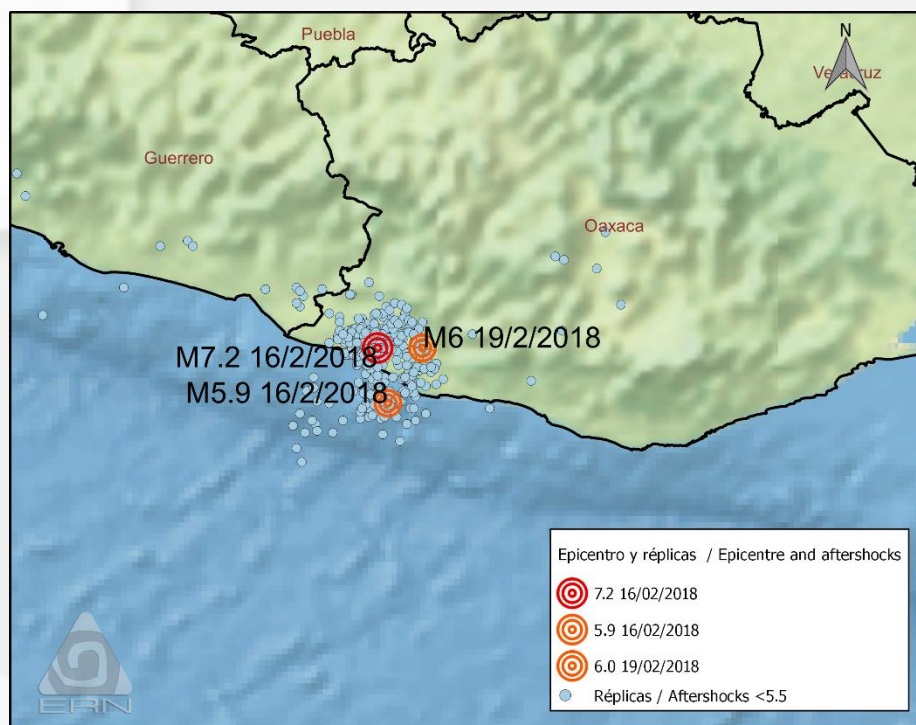 Puebla
N
Veracruz
Guerrero
Oaxaca
M6 19/2/2018
M7.2 16/2/2018
M5.9 16/2/2018
Epicentro y réplicas / Epicentre and aftershocks
7.2 16/02/2018
5.9 16/02/2018
6.0 19/02/2018
Réplicas / Aftershocks <5.5
ERN